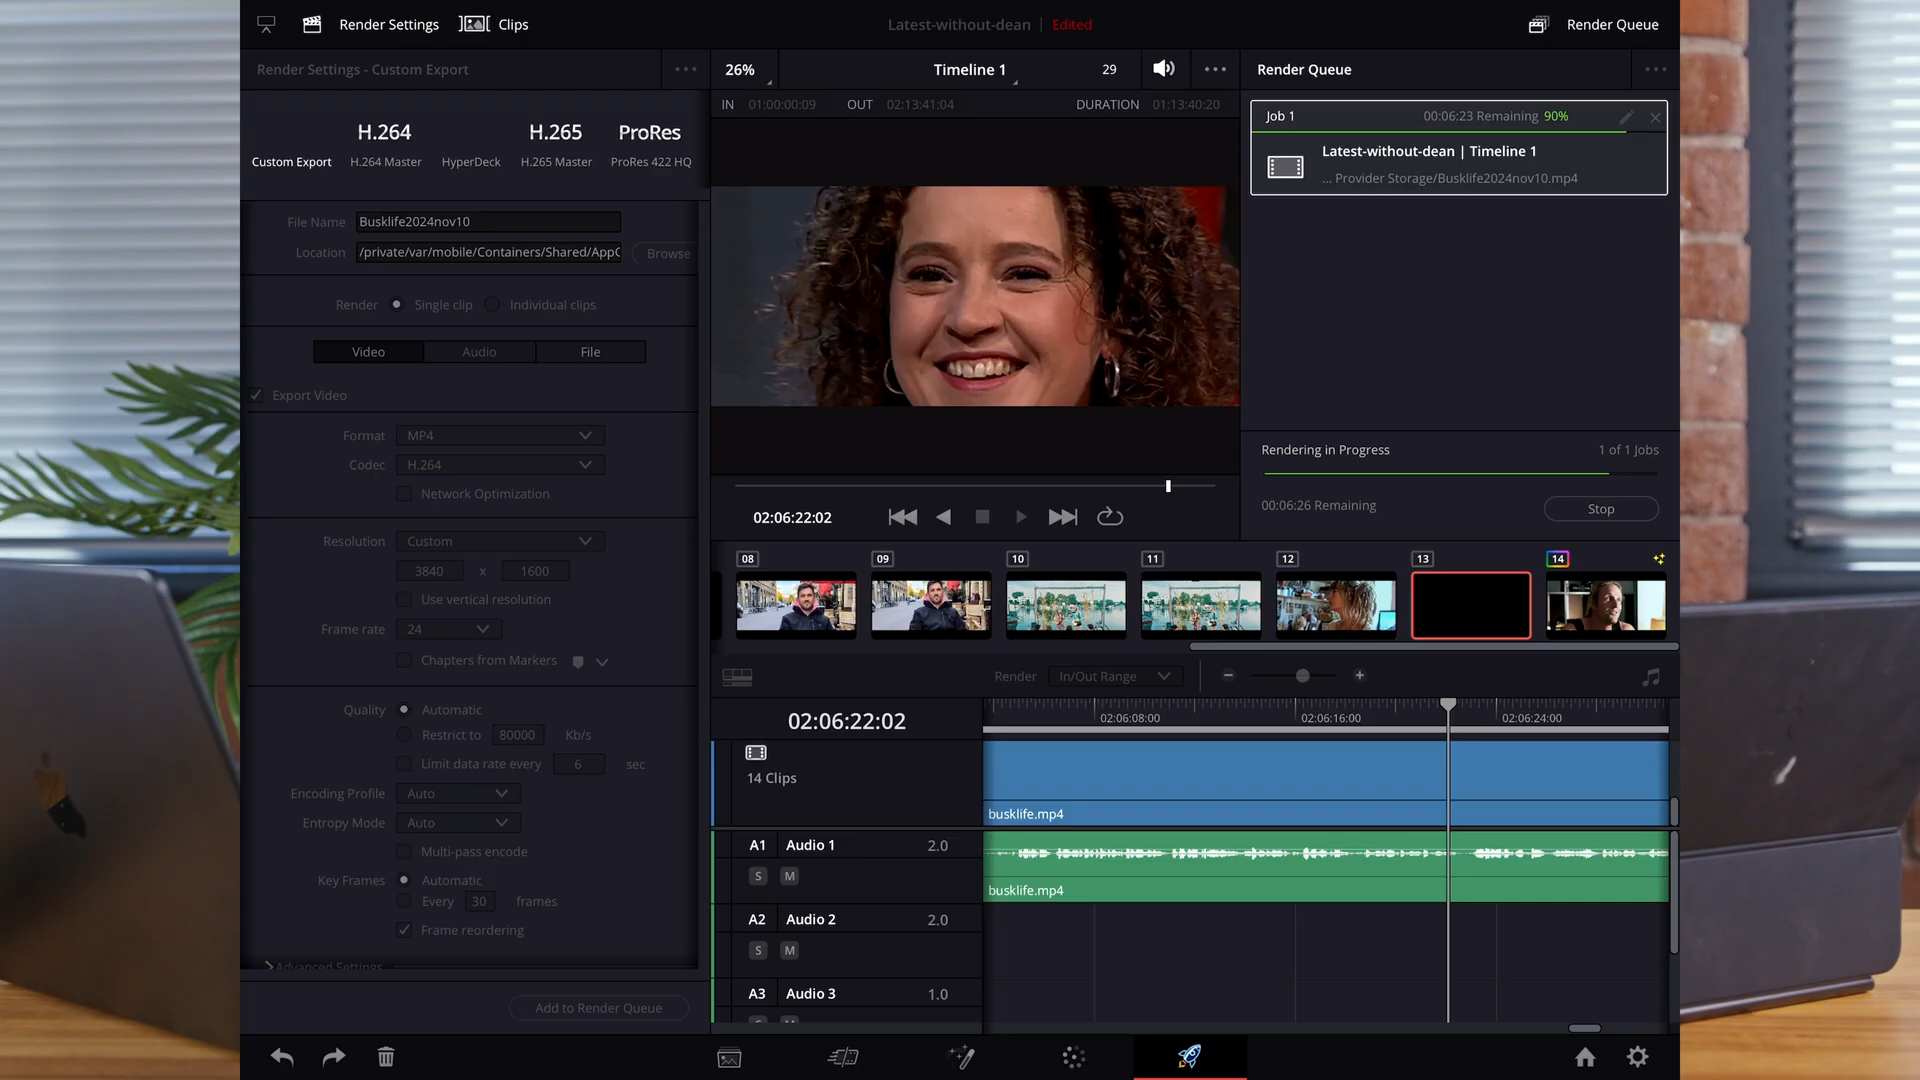 Render Settings
Clips
Latest-without-dean | Edited
Render Queue
Render Settings - Custom Export
26%
Timeline 1
29
Render Queue
IN 01:00:00:09 OUT 02:13:41:04 DURATION 01:13:40:20
H.264
H.265
ProRes
Custom Export
H.264 Master
HyperDeck
H.265 Master
ProRes 422 HQ
Job 1
00:06:23 Remaining 90%
Latest-without-dean | Timeline 1
... Provider Storage/Busklife2024nov10.mp4
File Name Busklife2024nov10
Location /private/var/mobile/Containers/Shared/AppG
Browse
Render Single clip Individual clips
Video Audio File
Export Video
Format MP4
Codec H.264
Network Optimization
Resolution Custom
3840 x 1600
Use vertical resolution
Frame rate 24
Chapters from Markers
Quality Automatic
Restrict to 80000 Kb/s
Limit data rate every 6 sec
Encoding Profile Auto
Entropy Mode Auto
Multi-pass encode
Key Frames Automatic
Every 30 frames
Frame reordering
Advanced Settings
Add to Render Queue
Rendering in Progress
1 of 1 Jobs
00:06:26 Remaining
Stop
02:06:22:02
08 09 10 11 12 13 14
Render In/Out Range
02:06:22:02
02:06:08:00 02:06:16:00 02:06:24:00
14 Clips
busklife.mp4
A1 Audio 1 2.0
S M
busklife.mp4
A2 Audio 2 2.0
S M
A3 Audio 3 1.0
S M